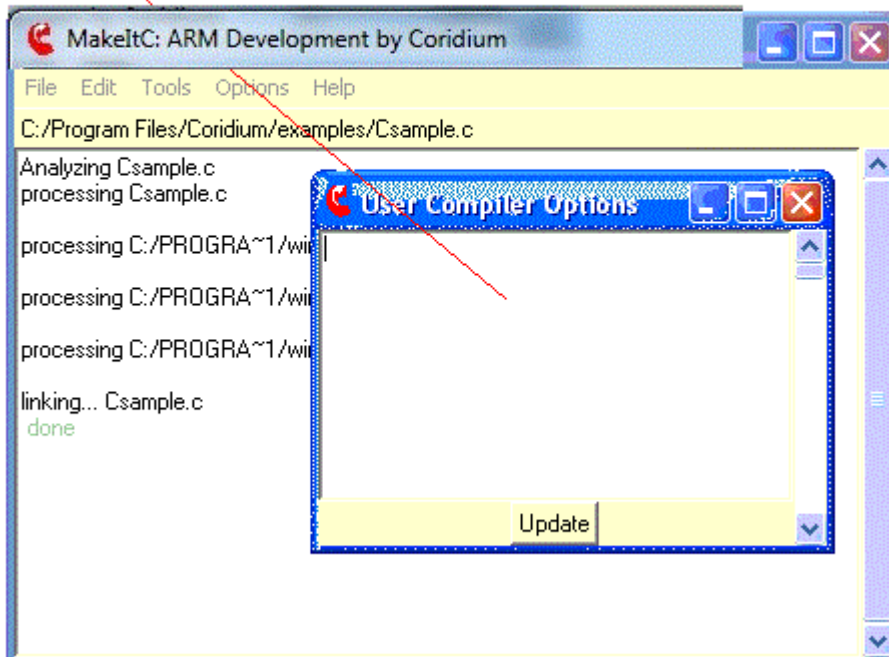 MakeItC: ARM Development by Coridium
File Edit Tools Options Help
C:/Program Files/Coridium/examples/Csample.c
Analyzing Csample.c
processing Csample.c
User Compiler Options
processing C:/PROGRA~1/wi
processing C:/PROGRA~1/wi
processing C:/PROGRA~1/wi
linking... Csample.c
done
Update